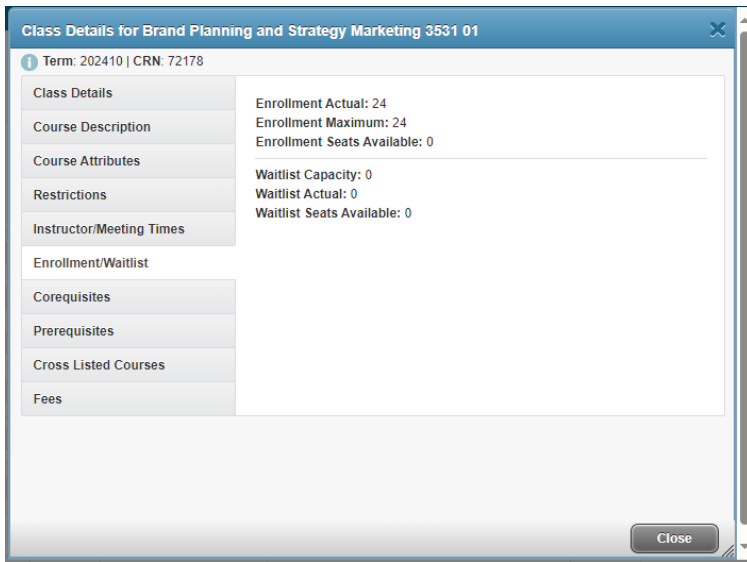 Class Details for Brand Planning and Strategy Marketing 3531 01
Term: 202410 | CRN: 72178
Class Details
Course Description
Course Attributes
Restrictions
Instructor/Meeting Times
Enrollment/Waitlist
Corequisites
Prerequisites
Cross Listed Courses
Fees
Enrollment Actual: 24
Enrollment Maximum: 24
Enrollment Seats Available: 0
Waitlist Capacity: 0
Waitlist Actual: 0
Waitlist Seats Available: 0
Close